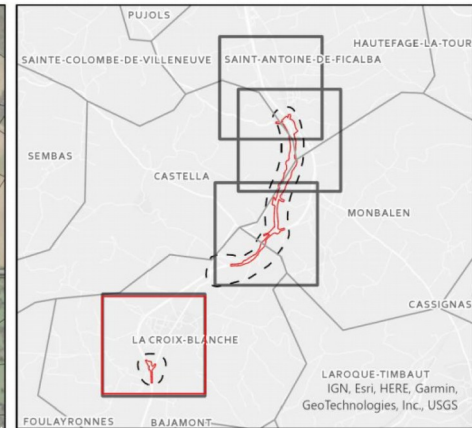 PUJOLS
HAUTEFAGE-LA-TOUR
SAINTE-COLOMBE-DE-VILLENEUVE
SAINT-ANTOINE-DE-FICALBA
SEMBAS
CASTELLA
MONBALEN
CASSIGNAS
LA CROIX-BLANCHE
LAROQUE-TIMBAUT
IGN, Esri, HERE, Garmin,
GeoTechnologies, Inc., USGS
FOULAYRONNES
BAJAMONT